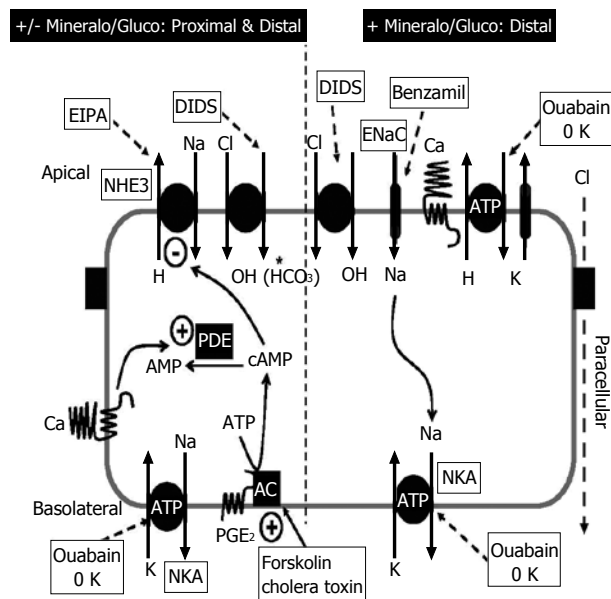 +/- Mineralo/Gluco: Proximal & Distal
+ Mineralo/Gluco: Distal
EIPA
DIDS
DIDS
Benzamil
Ouabain
0 K
Na
Cl
Cl
ENaC
Ca
Cl
Apical
NHE3
ATP
H
-
OH (HCO3)
*
OH
Na
H
K
+
PDE
AMP
cAMP
Paracellular
Ca
ATP
Na
Na
NKA
AC
Basolateral
ATP
ATP
PGE2
+
Ouabain
0 K
K
NKA
Forskolin
cholera toxin
K
Ouabain
0 K